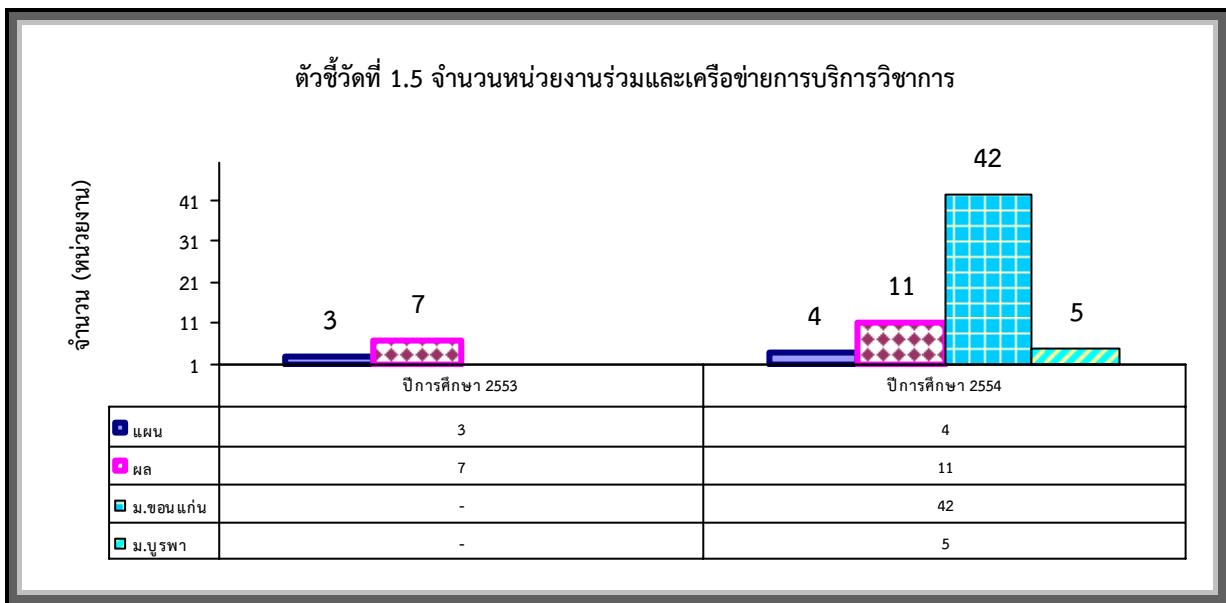 ตัวชี้วัดที่ 1.5 จำนวนหน่วยงานร่วมและเครือข่ายการบริการวิชาการ
จำนวน (หน่วยงาน)
41
31
21
11
1
3
7
4
11
42
5
ปีการศึกษา 2553 ปีการศึกษา 2554
แผน 3 4
ผล 7 11
ม.ขอนแก่น - 42
ม.บูรพา - 5